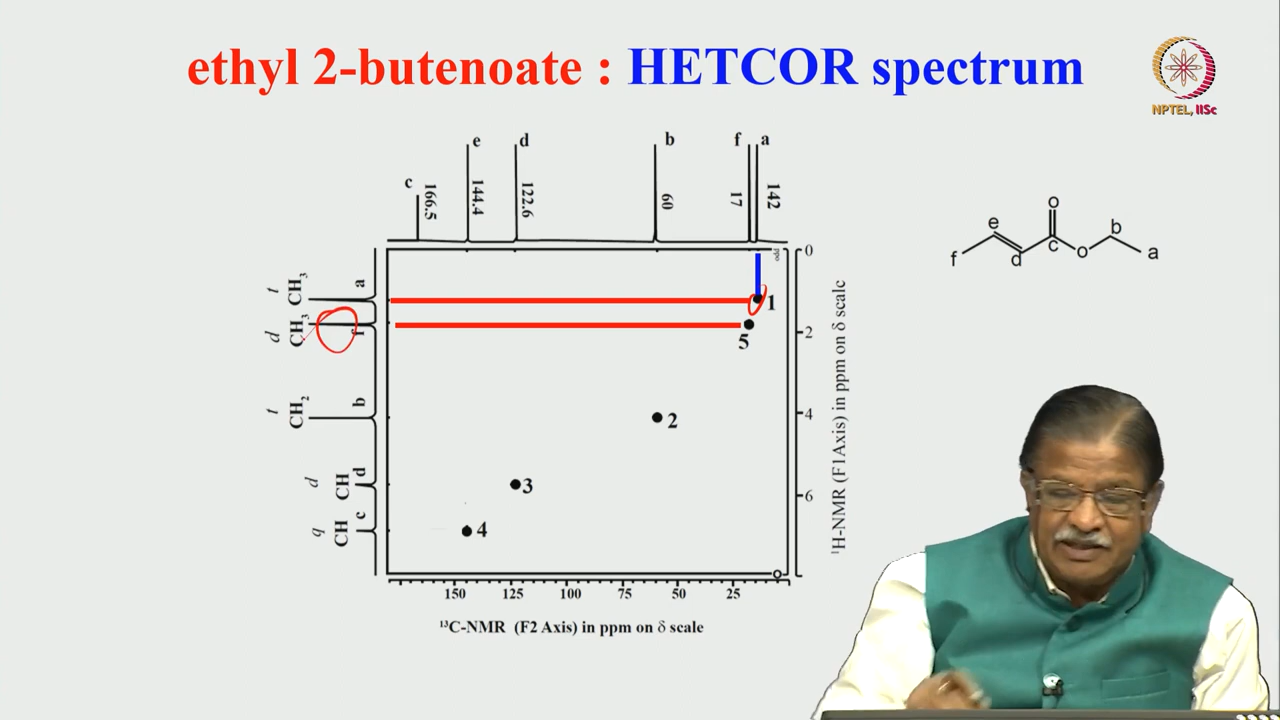 ethyl 2-butenoate : HETCOR spectrum
NPTEL, IISc
c
e
d
b
f
a
166.5
144.4
122.6
60
17
142
ppo
0
2
4
6
t
CH3
a
d
CH3
f
t
CH2
b
d
CH
d
q
CH
c
1
5
2
3
4
150
125
100
75
50
25
¹³C-NMR (F2 Axis) in ppm on δ scale
¹H-NMR (F1Axis) in ppm on δ scale
f
e
d
O
c
O
b
a